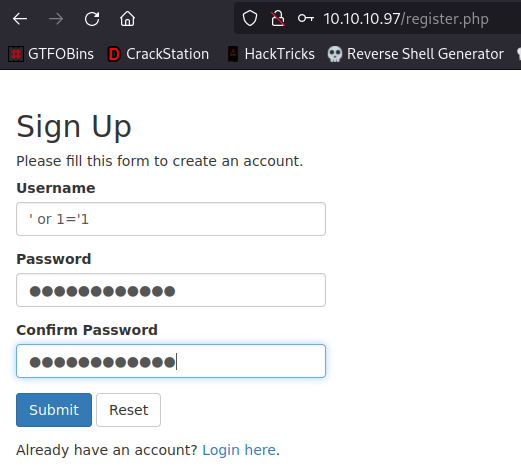 10.10.10.97/register.php
GTFOBins CrackStation HackTricks Reverse Shell Generator
Sign Up
Please fill this form to create an account.
Username
' or 1='1
Password
●●●●●●●●●●●●
Confirm Password
●●●●●●●●●●●●
Submit Reset
Already have an account? Login here.